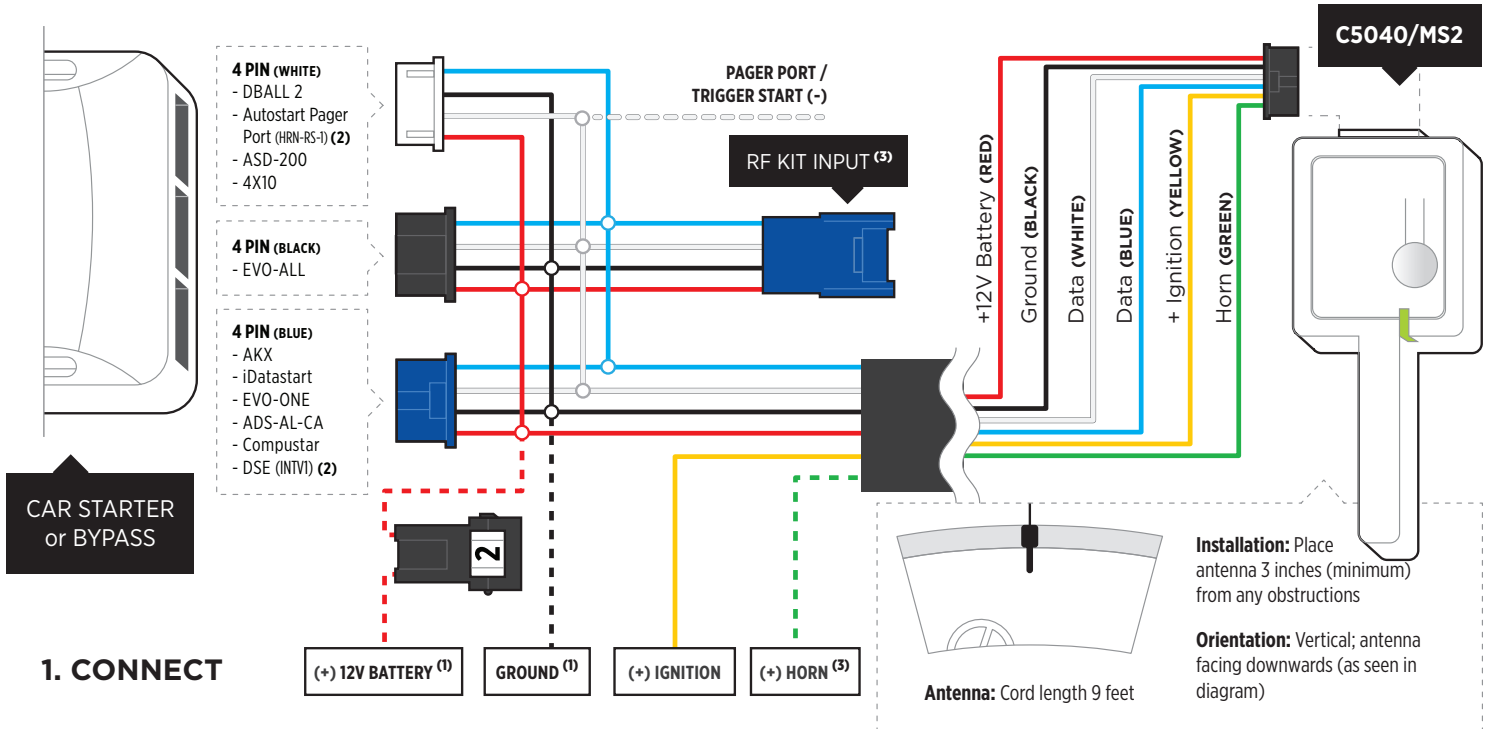 4 PIN (WHITE)
- DBALL 2
- Autostart Pager
Port (HRN-RS-1) (2)
- ASD-200
- 4X10
4 PIN (BLACK)
- EVO-ALL
4 PIN (BLUE)
- AKX
- iDatastart
- EVO-ONE
- ADS-AL-CA
- Compustar
- DSE (INTV1) (2)
CAR STARTER
or BYPASS
PAGER PORT /
TRIGGER START (-)
RF KIT INPUT (3)
C5040/MS2
+12V Battery (RED)
Ground (BLACK)
Data (WHITE)
Data (BLUE)
+ Ignition (YELLOW)
Horn (GREEN)
2
1. CONNECT
(+) 12V BATTERY (1)
GROUND (1)
(+) IGNITION
(+) HORN (3)
Antenna: Cord length 9 feet
Installation: Place
antenna 3 inches (minimum)
from any obstructions
Orientation: Vertical; antenna
facing downwards (as seen in
diagram)